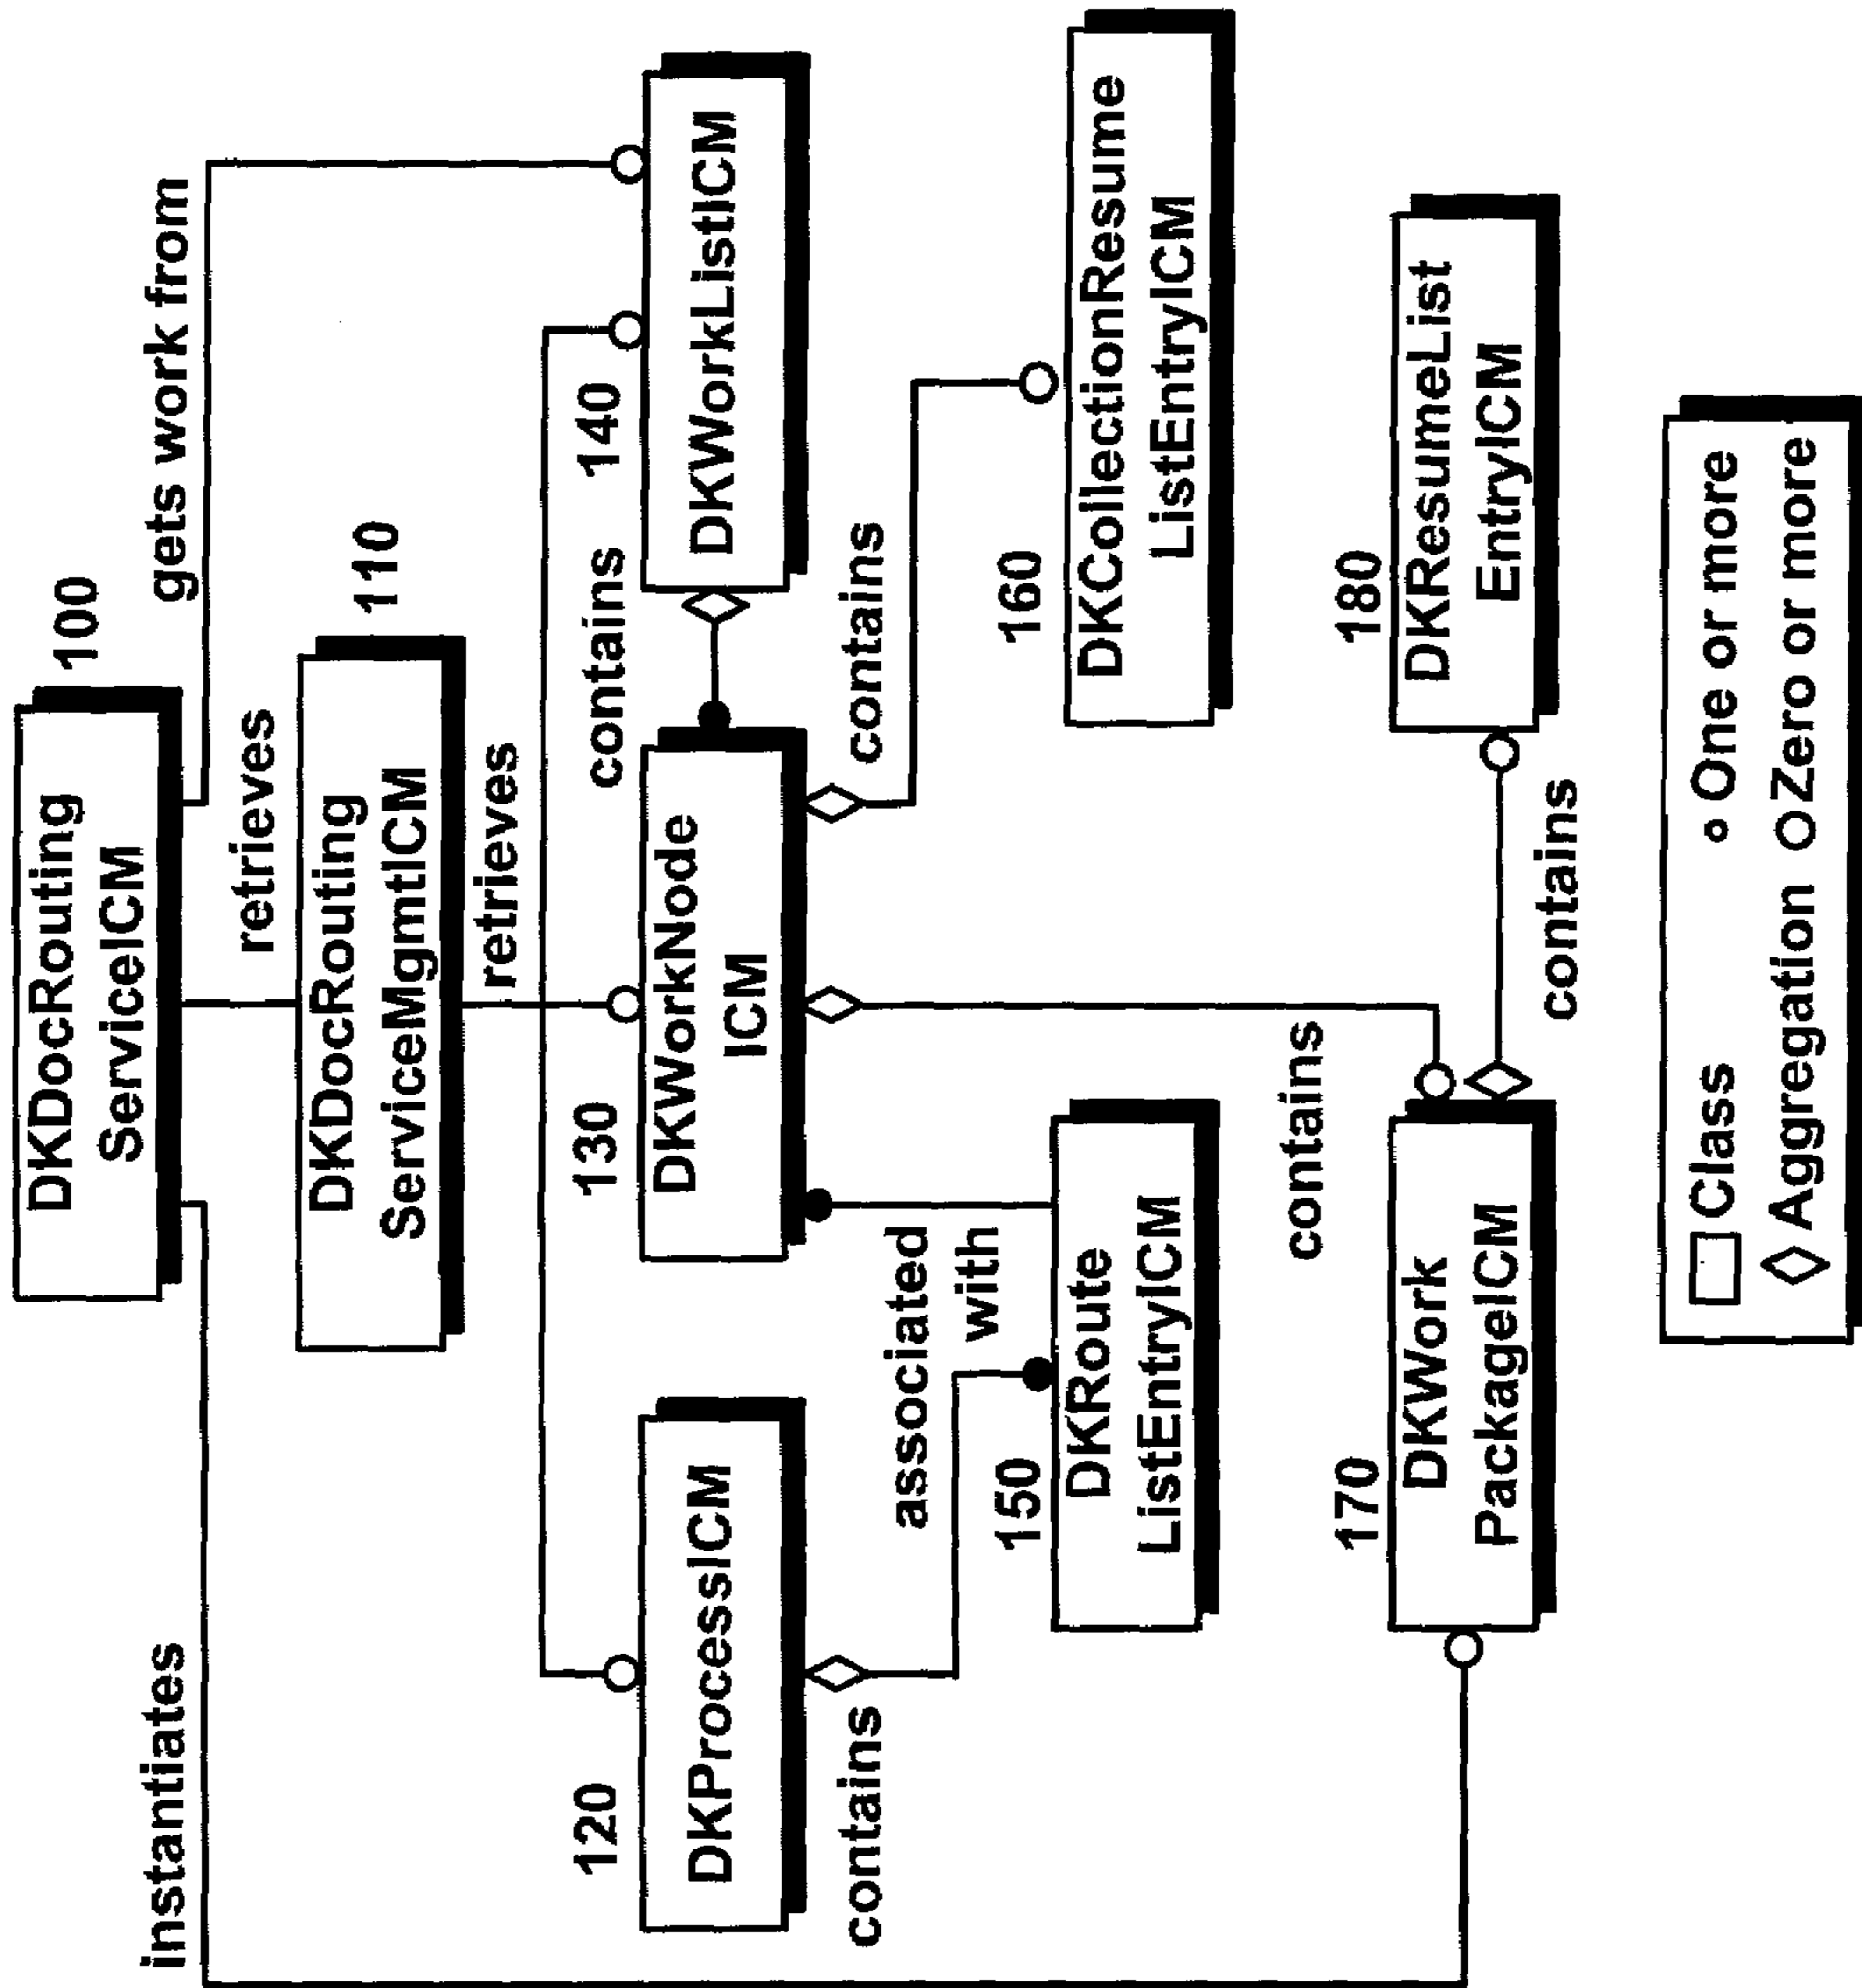 100
DKDocRouting
ServiceICM
instantiates
gets work from
retrieves
DKDocRouting
ServiceMgmtICM
110
retrieves
120
DKProcessICM
130
DKWorkNode
ICM
contains
140
DKWorkListICM
contains
associated
with
contains
150
DKRoute
ListEntryICM
160
DKCollectionResume
ListEntryICM
contains
170
DKWork
PackageICM
180
DKResumeList
EntryICM
contains
Class
One or more
Aggregation
Zero or more